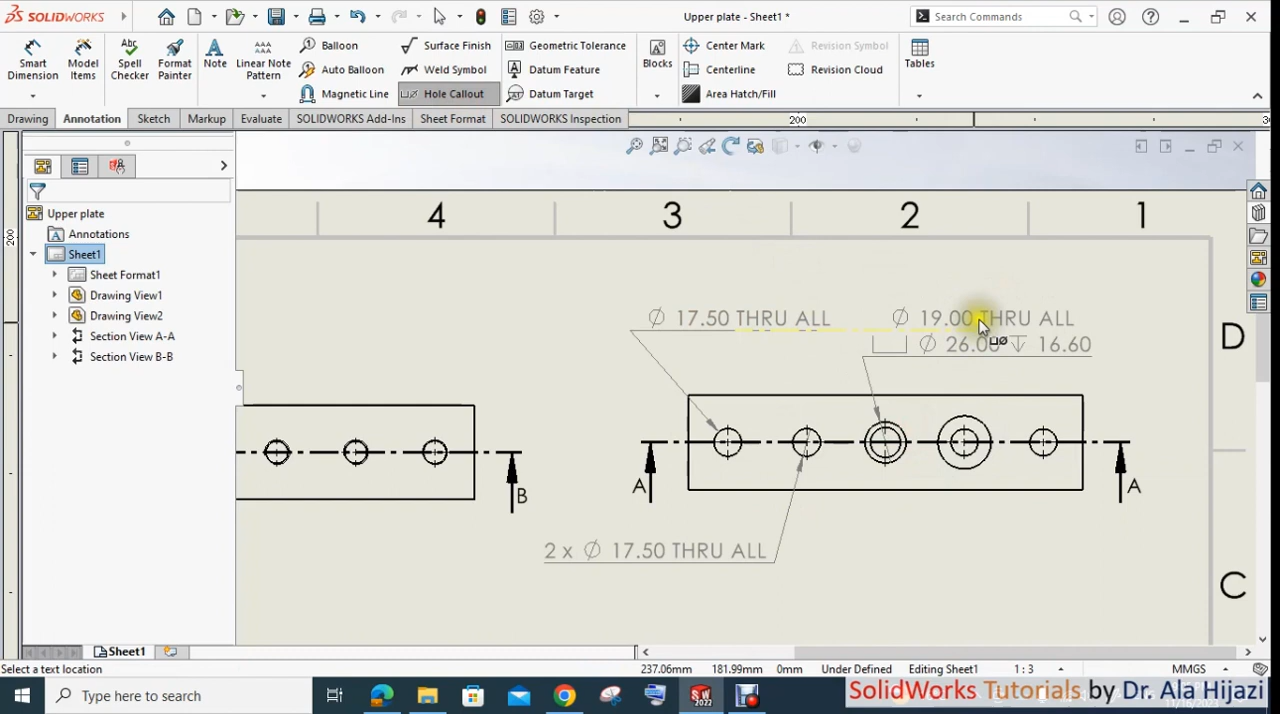 SOLIDWORKS
Upper plate - Sheet1 *
Search Commands
Smart Dimension
Model Items
Spell Checker
Format Painter
Note
Linear Note Pattern
Balloon
Auto Balloon
Magnetic Line
Surface Finish
Weld Symbol
Hole Callout
Geometric Tolerance
Datum Feature
Datum Target
Blocks
Center Mark
Centerline
Area Hatch/Fill
Revision Symbol
Revision Cloud
Tables
Drawing
Annotation
Sketch
Markup
Evaluate
SOLIDWORKS Add-Ins
Sheet Format
SOLIDWORKS Inspection
200
200
Upper plate
Annotations
Sheet1
Sheet Format1
Drawing View1
Drawing View2
Section View A-A
Section View B-B
4 3 2 1
Ø 17.50 THRU ALL
Ø 19.00 THRU ALL
⌴ Ø 26.00 ↧ 16.60
D
B
A A
2 x Ø 17.50 THRU ALL
C
Sheet1
Select a text location
237.06mm 181.99mm 0mm Under Defined Editing Sheet1 1 : 3 MMGS
Type here to search
SolidWorks Tutorials by Dr. Ala Hijazi